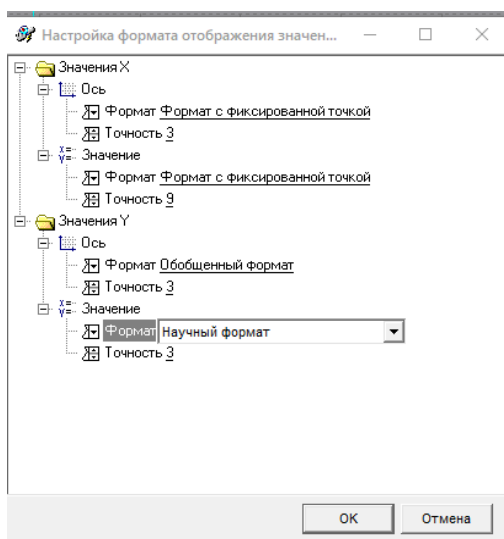 Настройка формата отображения значен...
Значения X
Ось
Формат Формат с фиксированной точкой
Точность 3
Значение
Формат Формат с фиксированной точкой
Точность 9
Значения Y
Ось
Формат Обобщенный формат
Точность 3
Значение
Формат Научный формат
Точность 3
OK Отмена